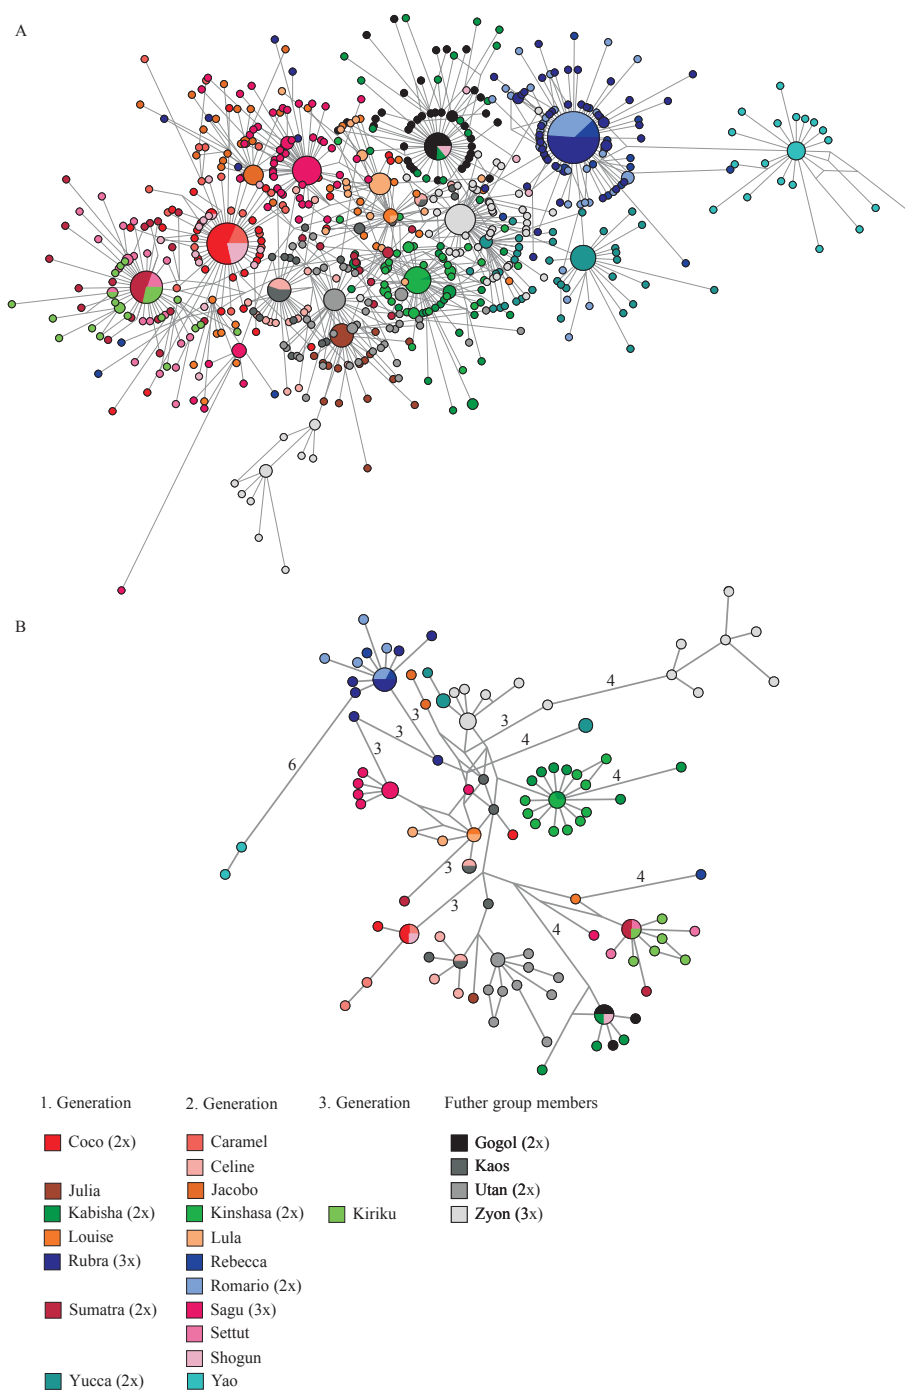 A
B
4
3
3
3
4
4
6
3
3
4
3
4
1. Generation 2. Generation 3. Generation Futher group members
Coco (2x) Caramel Gogol (2x)
Celine Kaos
Julia Jacobo Utan (2x)
Kabisha (2x) Kinshasa (2x) Kiriku Zyon (3x)
Louise Lula
Rubra (3x) Rebecca
Romario (2x)
Sumatra (2x) Sagu (3x)
Settut
Shogun
Yucca (2x) Yao